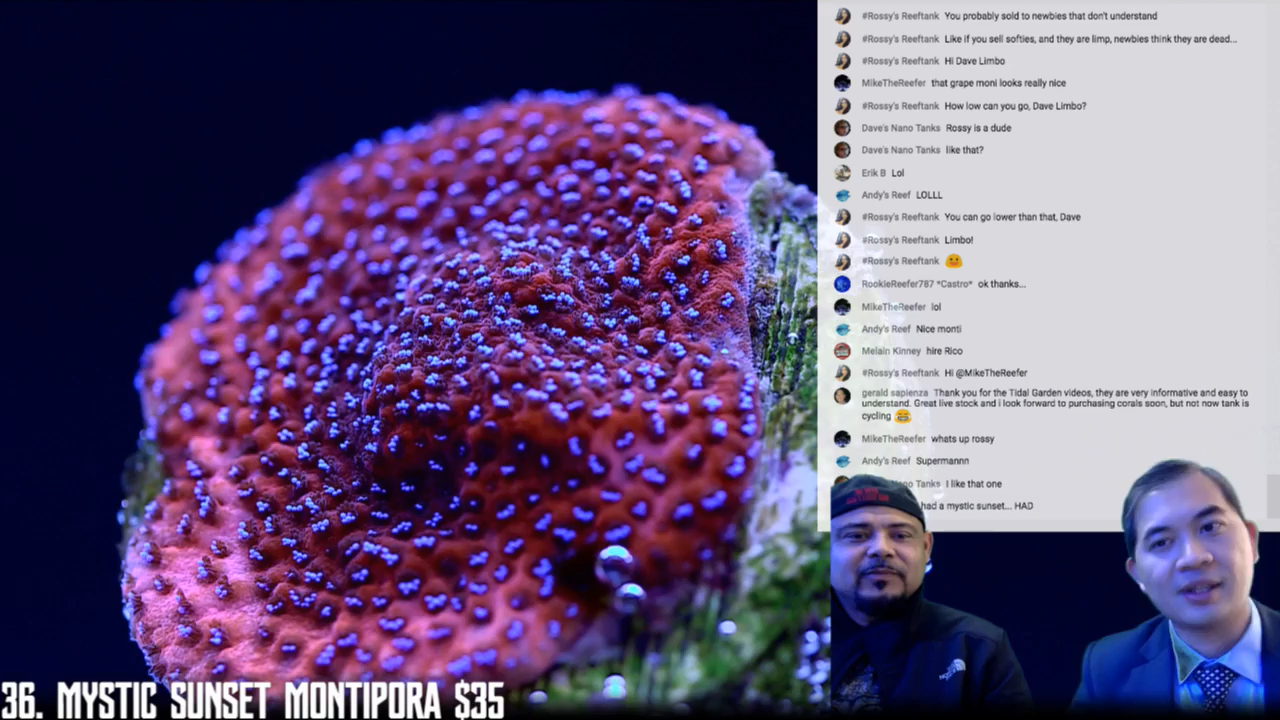 #Rossy's Reeftank You probably sold to newbies that don't understand
#Rossy's Reeftank Like if you sell softies, and they are limp, newbies think they are dead...
#Rossy's Reeftank Hi Dave Limbo
MikeTheReefer that grape moni looks really nice
#Rossy's Reeftank How low can you go, Dave Limbo?
Dave's Nano Tanks Rossy is a dude
Dave's Nano Tanks like that?
Erik B Lol
Andy's Reef LOLLL
#Rossy's Reeftank You can go lower than that, Dave
#Rossy's Reeftank Limbo!
#Rossy's Reeftank
RookieReefer787 *Castro* ok thanks...
MikeTheReefer lol
Andy's Reef Nice monti
Melain Kinney hire Rico
#Rossy's Reeftank Hi @MikeTheReefer
gerald sapienza Thank you for the Tidal Garden videos, they are very informative and easy to
understand. Great live stock and i look forward to purchasing corals soon, but not now tank is
cycling
MikeTheReefer whats up rossy
Andy's Reef Supermannn
Nano Tanks I like that one
had a mystic sunset... HAD
36. MYSTIC SUNSET MONTIPORA $35